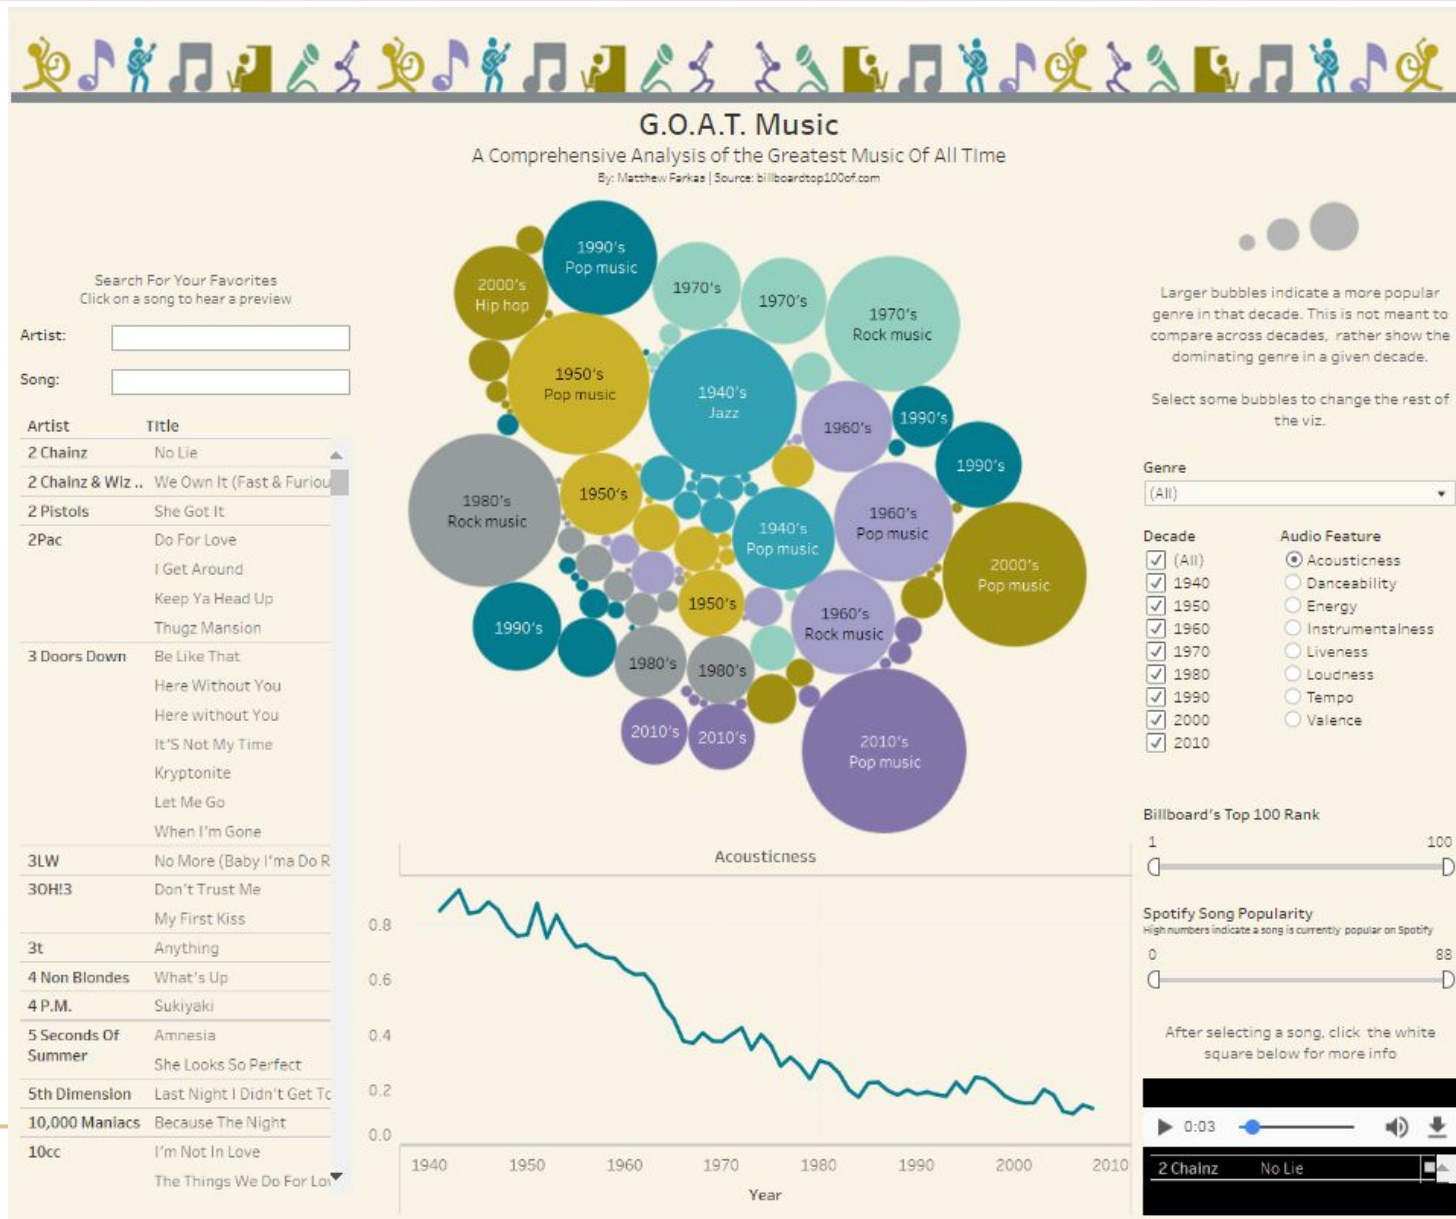 G.O.A.T. Music
A Comprehensive Analysis of the Greatest Music Of All TIme
By: Matthew Farkas | Source: billboardtop100of.com
Search For Your Favorites
Click on a song to hear a preview
Artist:
Song:
Artist Title
2 Chainz No Lie
2 Chainz & Wiz .. We Own It (Fast & Furiou
2 Pistols She Got It
2Pac Do For Love
I Get Around
Keep Ya Head Up
Thugz Mansion
3 Doors Down Be Like That
Here Without You
Here without You
It'S Not My Time
Kryptonite
Let Me Go
When I'm Gone
3LW No More (Baby I'ma Do R
3OH!3 Don't Trust Me
My First Kiss
3t Anything
4 Non Blondes What's Up
4 P.M. Sukiyaki
5 Seconds Of Summer Amnesia
She Looks So Perfect
5th Dimension Last Night I Didn't Get To
10,000 Maniacs Because The Night
10cc I'm Not In Love
The Things We Do For Lov
1990's
Pop music
2000's
Hip hop
1970's
1970's
1970's
Rock music
1950's
Pop music
1940's
Jazz
1960's
1990's
1990's
1980's
Rock music
1950's
1940's
Pop music
1960's
Pop music
2000's
Pop music
1990's
1950's
1960's
Rock music
1980's
1980's
2010's
2010's
2010's
Pop music
Acousticness
0.8
0.6
0.4
0.2
0.0
1940 1950 1960 1970 1980 1990 2000 2010
Year
Larger bubbles indicate a more popular
genre in that decade. This is not meant to
compare across decades, rather show the
dominating genre in a given decade.
Select some bubbles to change the rest of
the viz.
Genre
(All)
Decade
(All)
1940
1950
1960
1970
1980
1990
2000
2010
Audio Feature
Acousticness
Danceability
Energy
Instrumentalness
Liveness
Loudness
Tempo
Valence
Billboard's Top 100 Rank
1 100
Spotify Song Popularity
High numbers indicate a song is currently popular on Spotify
0 88
After selecting a song, click the white
square below for more info
0:03
2 Chainz No Lie